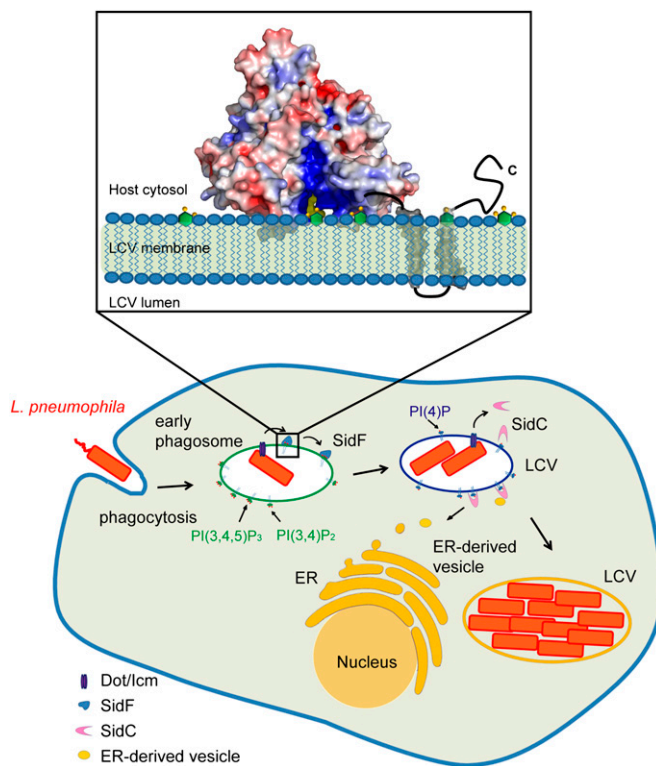 C
Host cytosol
LCV membrane
LCV lumen
L. pneumophila
early
phagosome
SidF
PI(4)P
SidC
LCV
phagocytosis
PI(3,4,5)P₃
PI(3,4)P₂
ER
ER-derived
vesicle
LCV
Nucleus
Dot/Icm
SidF
SidC
ER-derived vesicle